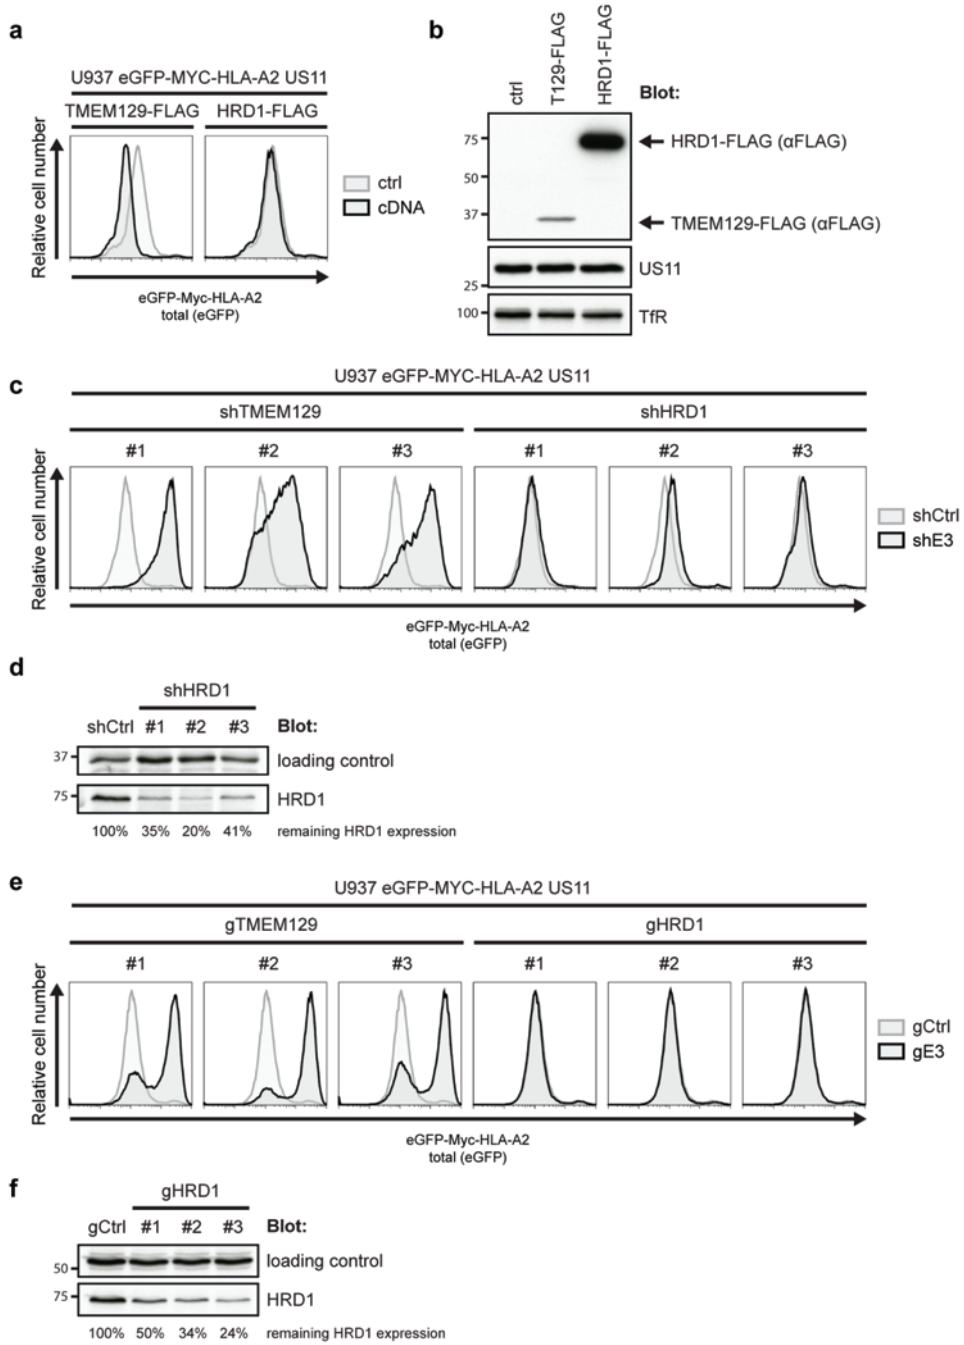 a
U937 eGFP-MYC-HLA-A2 US11
TMEM129-FLAG HRD1-FLAG
Relative cell number
ctrl
cDNA
eGFP-Myc-HLA-A2
total (eGFP)
b
ctrl
T129-FLAG
HRD1-FLAG
Blot:
75
HRD1-FLAG (αFLAG)
50
37
TMEM129-FLAG (αFLAG)
US11
25
100
TfR
c
U937 eGFP-MYC-HLA-A2 US11
shTMEM129 shHRD1
#1 #2 #3 #1 #2 #3
Relative cell number
shCtrl
shE3
eGFP-Myc-HLA-A2
total (eGFP)
d
shHRD1
shCtrl #1 #2 #3 Blot:
37 loading control
75 HRD1
100% 35% 20% 41% remaining HRD1 expression
e
U937 eGFP-MYC-HLA-A2 US11
gTMEM129 gHRD1
#1 #2 #3 #1 #2 #3
Relative cell number
gCtrl
gE3
eGFP-Myc-HLA-A2
total (eGFP)
f
gHRD1
gCtrl #1 #2 #3 Blot:
loading control
50
75 HRD1
100% 50% 34% 24% remaining HRD1 expression